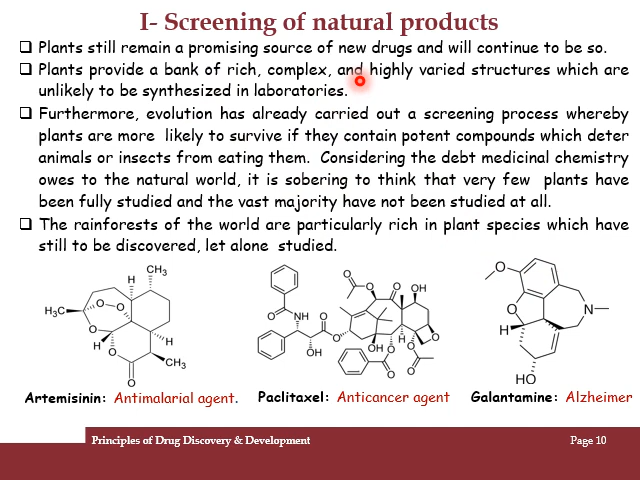 I- Screening of natural products
❑ Plants still remain a promising source of new drugs and will continue to be so.
❑ Plants provide a bank of rich, complex, and highly varied structures which are
unlikely to be synthesized in laboratories.
❑ Furthermore, evolution has already carried out a screening process whereby
plants are more likely to survive if they contain potent compounds which deter
animals or insects from eating them. Considering the debt medicinal chemistry
owes to the natural world, it is sobering to think that very few plants have
been fully studied and the vast majority have not been studied at all.
❑ The rainforests of the world are particularly rich in plant species which have
still to be discovered, let alone studied.
CH3
H
H3C
O
O
O
H
H
O
CH3
O
O
NH
O
OH
O
O
O
O
OH
O
OH
O
H
O
O
O
O
O
O
N
H
HO
Artemisinin: Antimalarial agent.
Paclitaxel: Anticancer agent
Galantamine: Alzheimer
Principles of Drug Discovery & Development
Page 10